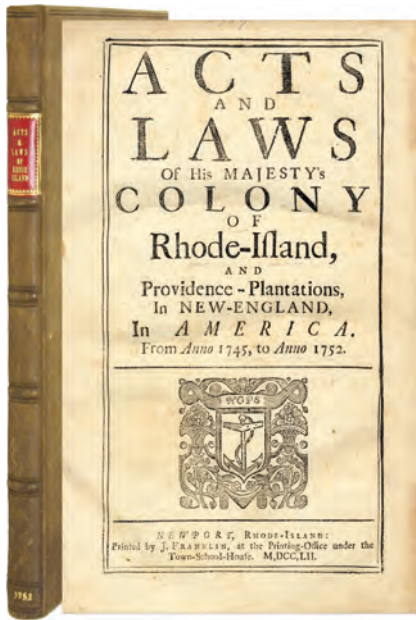 ACTS
&
LAWS
OF
RHODE
ISLAND
1752
ACTS
AND
LAWS
Of His MAJESTY's
COLONY
OF
Rhode-Iſland,
AND
Providence-Plantations,
In NEW-ENGLAND,
In AMERICA.
From Anno 1745, to Anno 1752.
HOPE
NEWPORT, RHODE-ISLAND:
Printed by J. FRANKLIN, at the Printing-Office under the
Town-School-Houſe. M,DCC,LII.